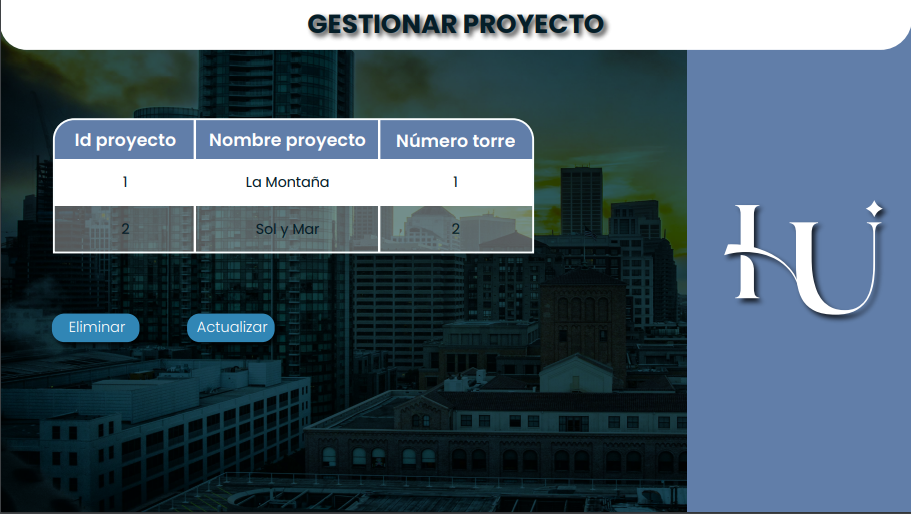 GESTIONAR PROYECTO
Id proyecto Nombre proyecto Número torre
1 La Montaña 1
2 Sol y Mar 2
Eliminar Actualizar
HU